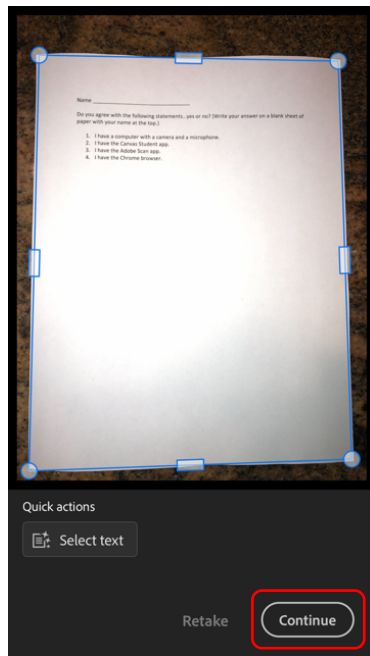 Name ____________________
Do you agree with the following statements...yes or no? (Write your answer on a blank sheet of
paper with your name at the top.)
1. I have a computer with a camera and a microphone.
2. I have the Canvas Student app.
3. I have the Adobe Scan app.
4. I have the Chrome browser.
Quick actions
Select text
Retake
Continue